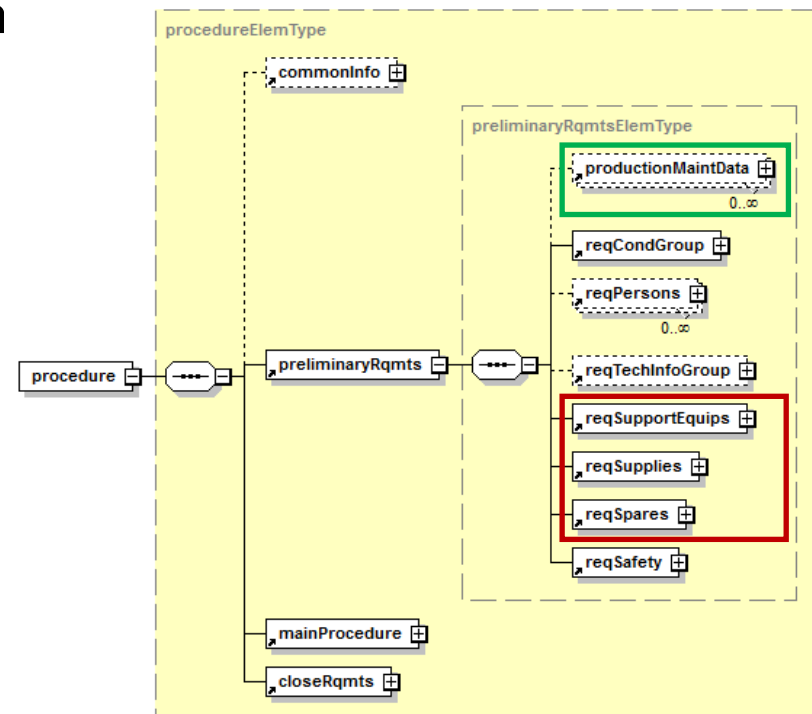 n
procedureElemType
commonInfo
preliminaryRqmtsElemType
productionMaintData
0..∞
reqCondGroup
reqPersons
0..∞
preliminaryRqmts
procedure
reqTechInfoGroup
reqSupportEquips
reqSupplies
reqSpares
reqSafety
mainProcedure
closeRqmts